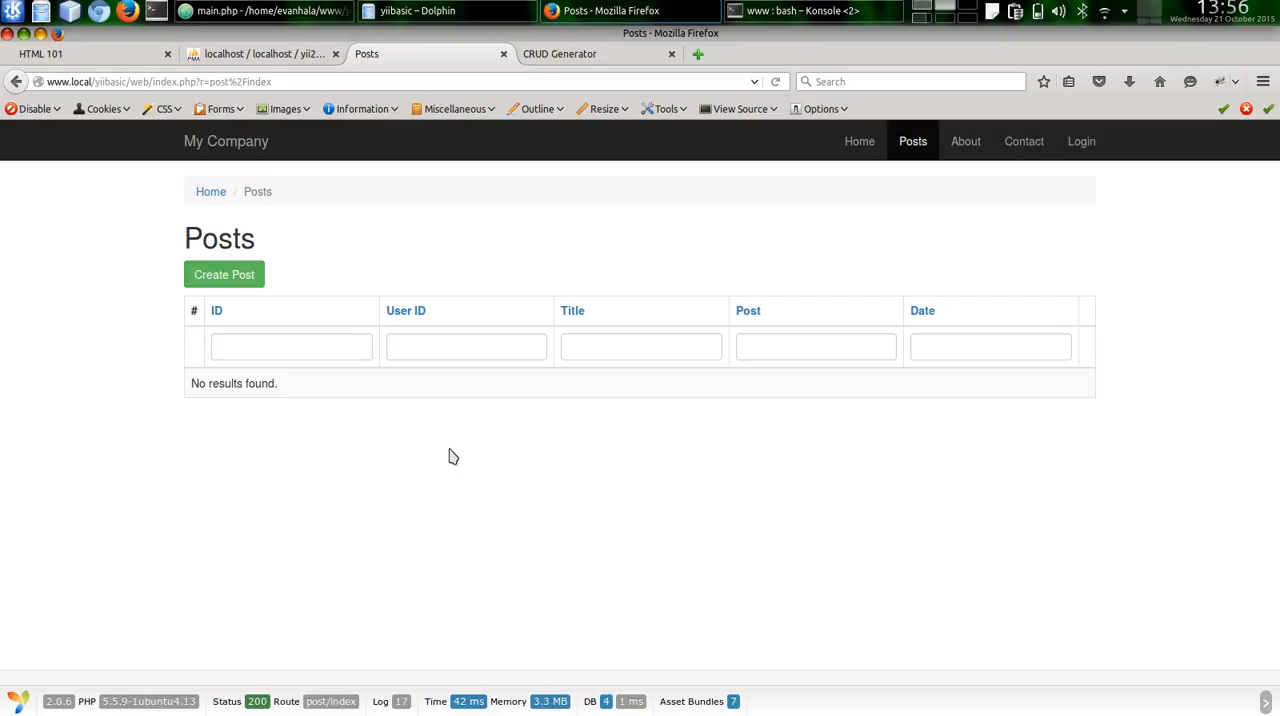 main.php - /home/evanhala/www/
yiibasic – Dolphin
Posts - Mozilla Firefox
www : bash – Konsole <2>
13:56
Wednesday 21 October 2015
Posts - Mozilla Firefox
HTML 101
localhost / localhost / yii2...
Posts
CRUD Generator
www.local/yiibasic/web/index.php?r=post%2Findex
Search
Disable
Cookies
CSS
Forms
Images
Information
Miscellaneous
Outline
Resize
Tools
View Source
Options
My Company
Home
Posts
About
Contact
Login
Home / Posts
Posts
Create Post
# ID User ID Title Post Date
No results found.
2.0.6 PHP 5.5.9-1ubuntu4.13 Status 200 Route post/index Log 17 Time 42 ms Memory 3.3 MB DB 4 1 ms Asset Bundles 7